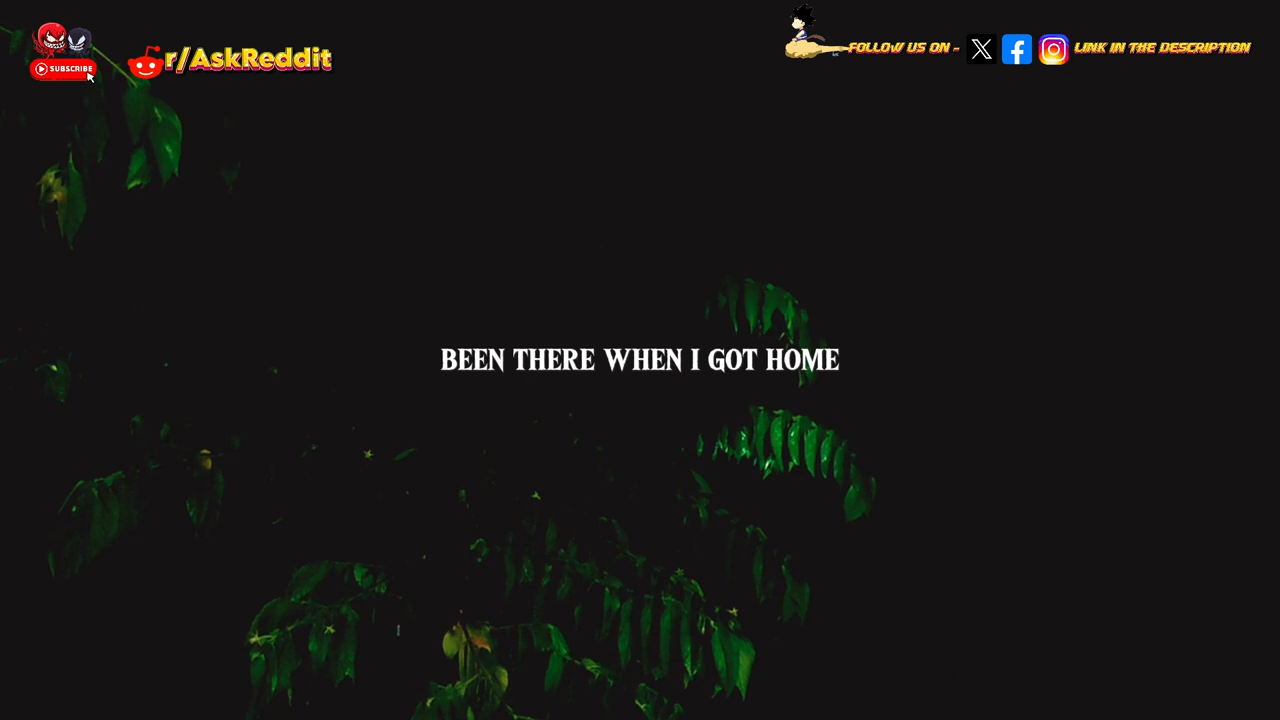 SUBSCRIBE
r/AskReddit
FOLLOW US ON -
LINK IN THE DESCRIPTION
BEEN THERE WHEN I GOT HOME